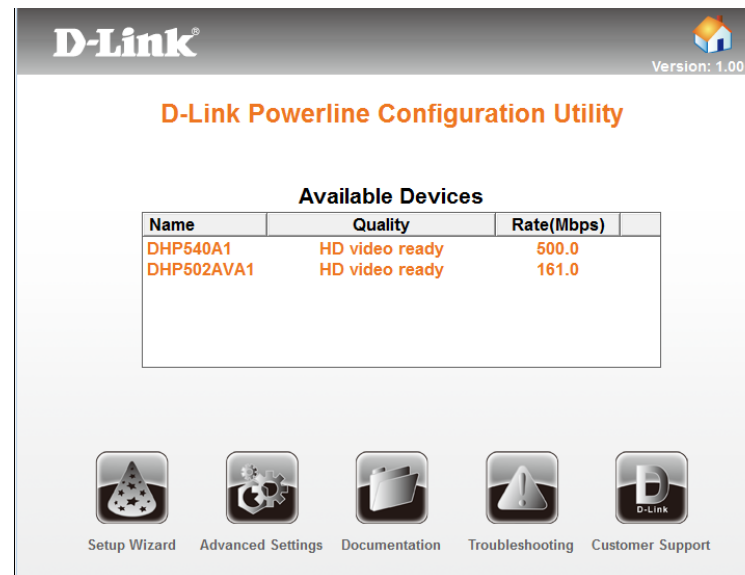 D-Link®
Version: 1.00
D-Link Powerline Configuration Utility
Available Devices
Name Quality Rate(Mbps)
DHP540A1 HD video ready 500.0
DHP502AVA1 HD video ready 161.0
D
D-Link
Setup Wizard Advanced Settings Documentation Troubleshooting Customer Support